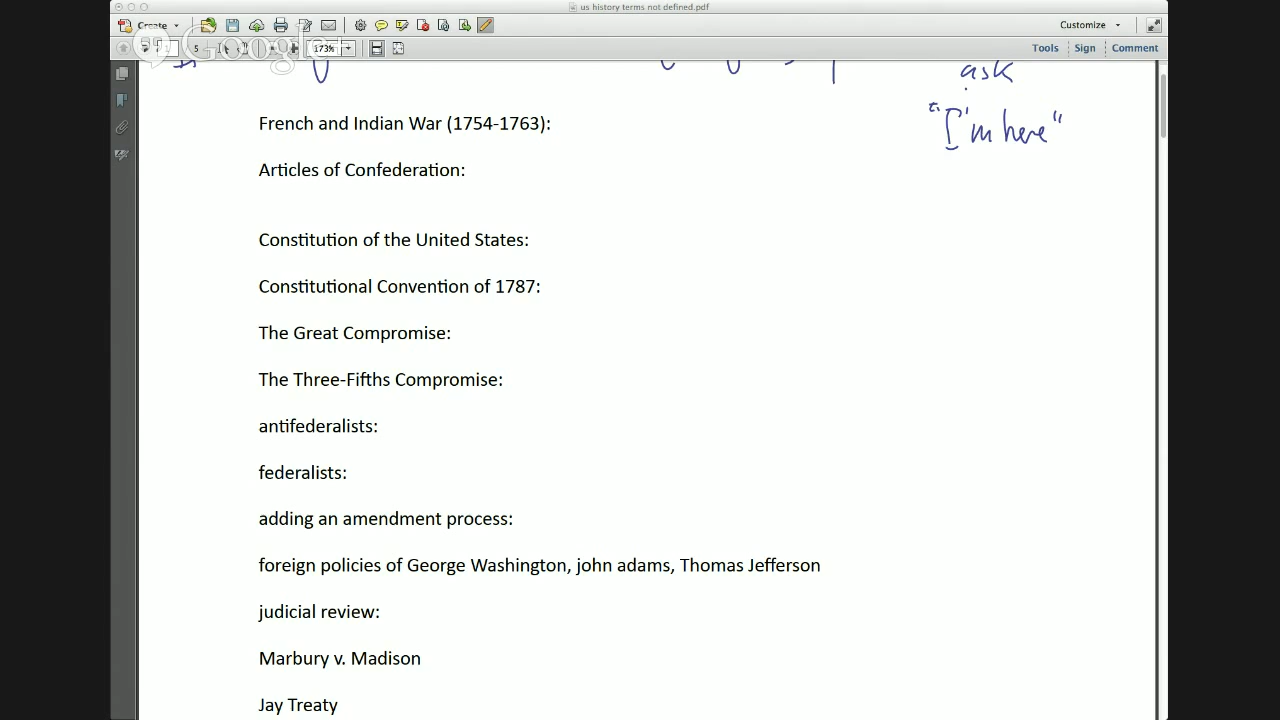 us history terms not defined.pdf
Create Customize
Google+
5 173% Tools Sign Comment
ask
"I'm here"
French and Indian War (1754-1763):
Articles of Confederation:
Constitution of the United States:
Constitutional Convention of 1787:
The Great Compromise:
The Three-Fifths Compromise:
antifederalists:
federalists:
adding an amendment process:
foreign policies of George Washington, john adams, Thomas Jefferson
judicial review:
Marbury v. Madison
Jay Treaty